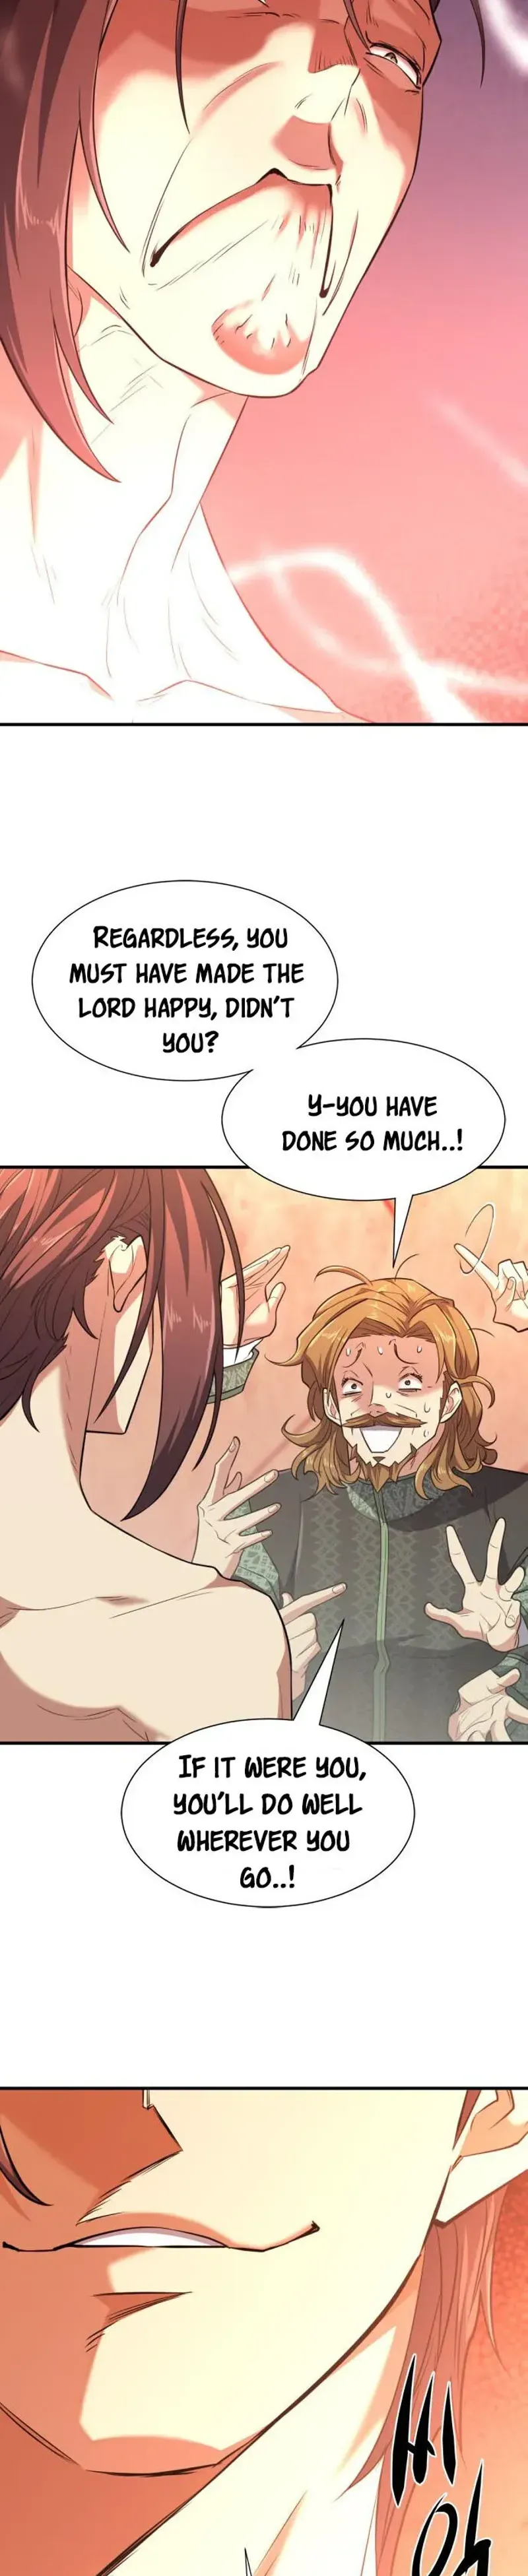 REGARDLESS, YOU
MUST HAVE MADE THE
LORD HAPPY, DIDN'T
YOU?
Y-YOU HAVE
DONE SO MUCH..!
IF IT WERE YOU,
YOU'LL DO WELL
WHEREVER YOU
GO..!